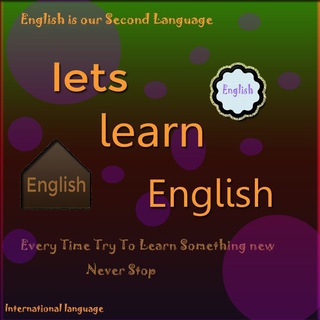 English is our Second Language
lets
English
learn
English
English
Every Time Try To Learn Something new
Never Stop
International language